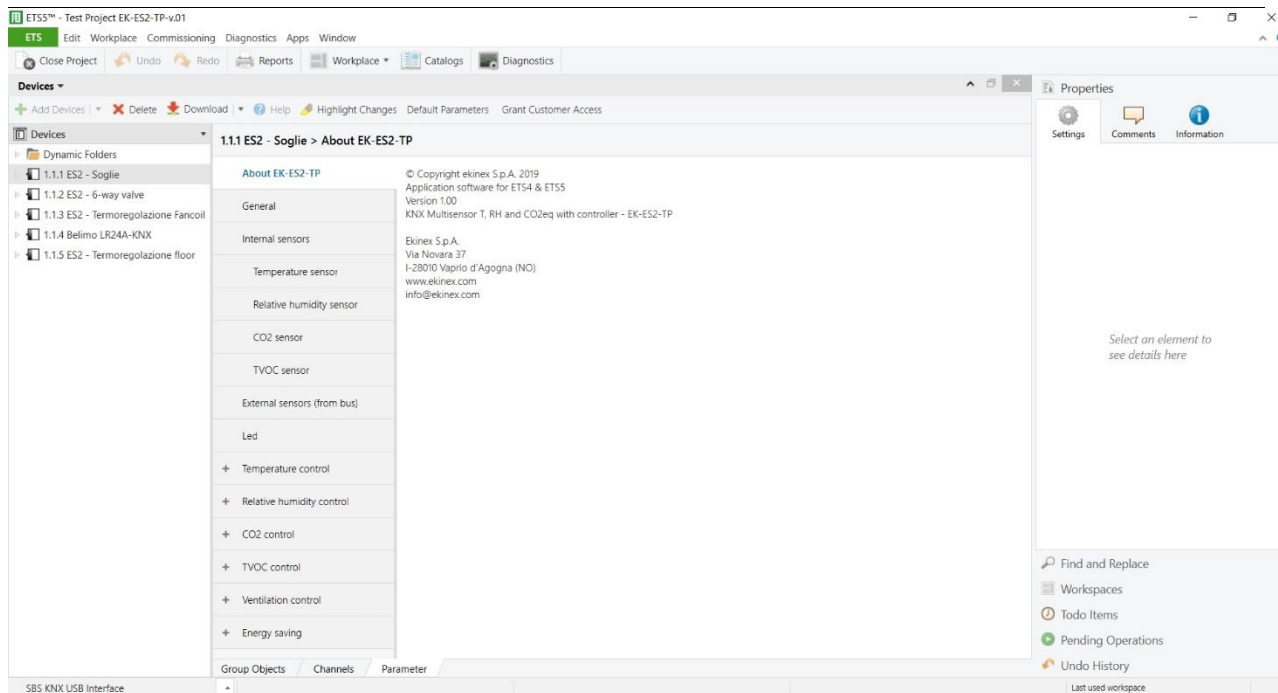 ETS5™ - Test Project EK-ES2-TP-v.01
ETS Edit Workplace Commissioning Diagnostics Apps Window
Close Project Undo Redo Reports Workplace Catalogs Diagnostics
Devices
Add Devices Delete Download Help Highlight Changes Default Parameters Grant Customer Access
Devices
Dynamic Folders
1.1.1 ES2 - Soglie
1.1.2 ES2 - 6-way valve
1.1.3 ES2 - Termoregolazione Fancoil
1.1.4 Belimo LR24A-KNX
1.1.5 ES2 - Termoregolazione floor
1.1.1 ES2 - Soglie > About EK-ES2-TP
About EK-ES2-TP
General
Internal sensors
Temperature sensor
Relative humidity sensor
CO2 sensor
TVOC sensor
External sensors (from bus)
Led
+ Temperature control
+ Relative humidity control
+ CO2 control
+ TVOC control
+ Ventilation control
+ Energy saving
© Copyright ekinex S.p.A. 2019
Application software for ETS4 & ETS5
Version 1.00
KNX Multisensor T, RH and CO2eq with controller - EK-ES2-TP
Ekinex S.p.A.
Via Novara 37
I-28010 Vaprio d'Agogna (NO)
www.ekinex.com
info@ekinex.com
Group Objects Channels Parameter
Properties
Settings Comments Information
Select an element to
see details here
Find and Replace
Workspaces
Todo Items
Pending Operations
Undo History
SBS KNX USB Interface
Last used workspace